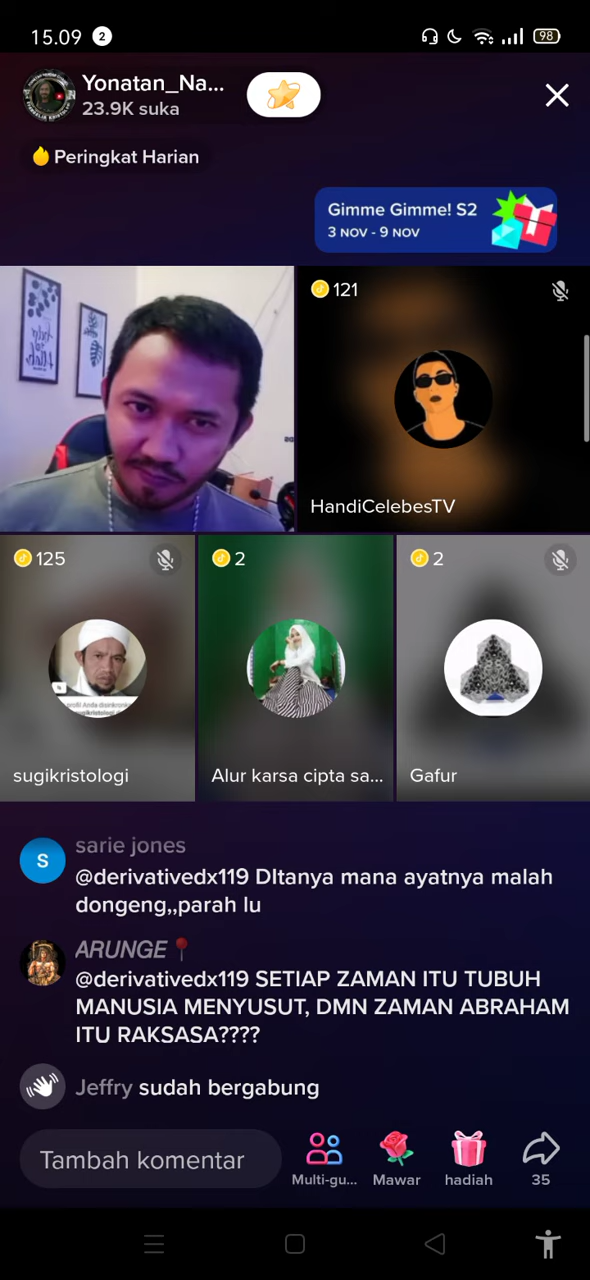 15.09 2
98
Yonatan_Na...
23.9K suka
Peringkat Harian
Gimme Gimme! S2
3 NOV - 9 NOV
121
HandiCelebesTV
125
2
2
sugikristologi
Alur karsa cipta sa...
Gafur
S
sarie jones
@derivativedx119 DItanya mana ayatnya malah
dongeng,,parah lu
ARUNGE
@derivativedx119 SETIAP ZAMAN ITU TUBUH
MANUSIA MENYUSUT, DMN ZAMAN ABRAHAM
ITU RAKSASA????
Jeffry sudah bergabung
Tambah komentar
Multi-gu...
Mawar
hadiah
35